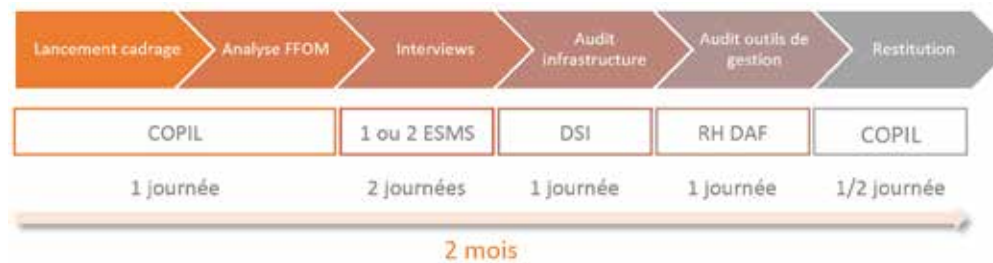 Lancement cadrage
Analyse FFOM
Interviews
Audit
infrastructure
Audit outils de
gestion
Restitution
COPIL
1 ou 2 ESMS
DSI
RH DAF
COPIL
1 journée
2 journées
1 journée
1 journée
1/2 journée
2 mois